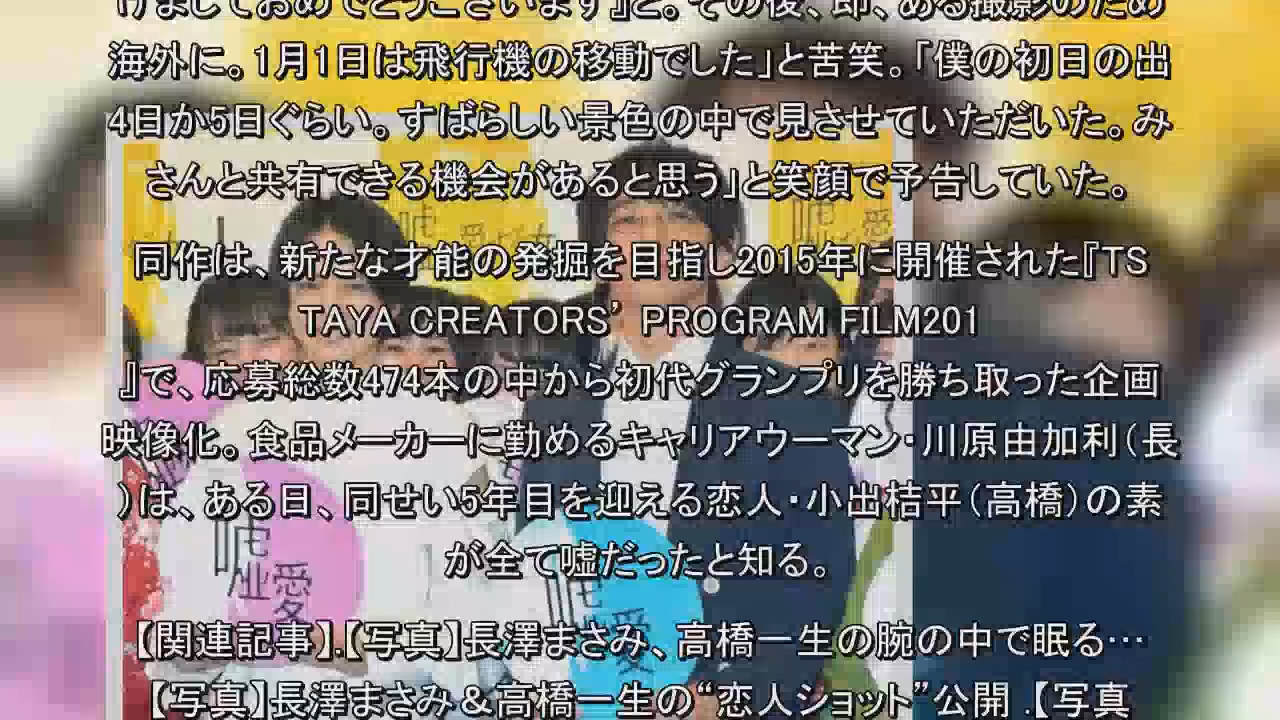 けましておめでとうございます』と。その後、即、ある撮影のため
海外に。1月1日は飛行機の移動でした」と苦笑。「僕の初日の出
4日か5日ぐらい。すばらしい景色の中で見させていただいた。み
さんと共有できる機会があると思う」と笑顔で予告していた。
同作は、新たな才能の発掘を目指し2015年に開催された『TS
TAYA CREATORS’ PROGRAM FILM201
』で、応募総数474本の中から初代グランプリを勝ち取った企画
映像化。食品メーカーに勤めるキャリアウーマン・川原由加利（長
）は、ある日、同せい5年目を迎える恋人・小出桔平（高橋）の素
が全て嘘だったと知る。
【関連記事】.【写真】長澤まさみ、高橋一生の腕の中で眠る…
【写真】長澤まさみ＆高橋一生の“恋人ショット”公開 .【写真
嘘
愛
嘘
愛